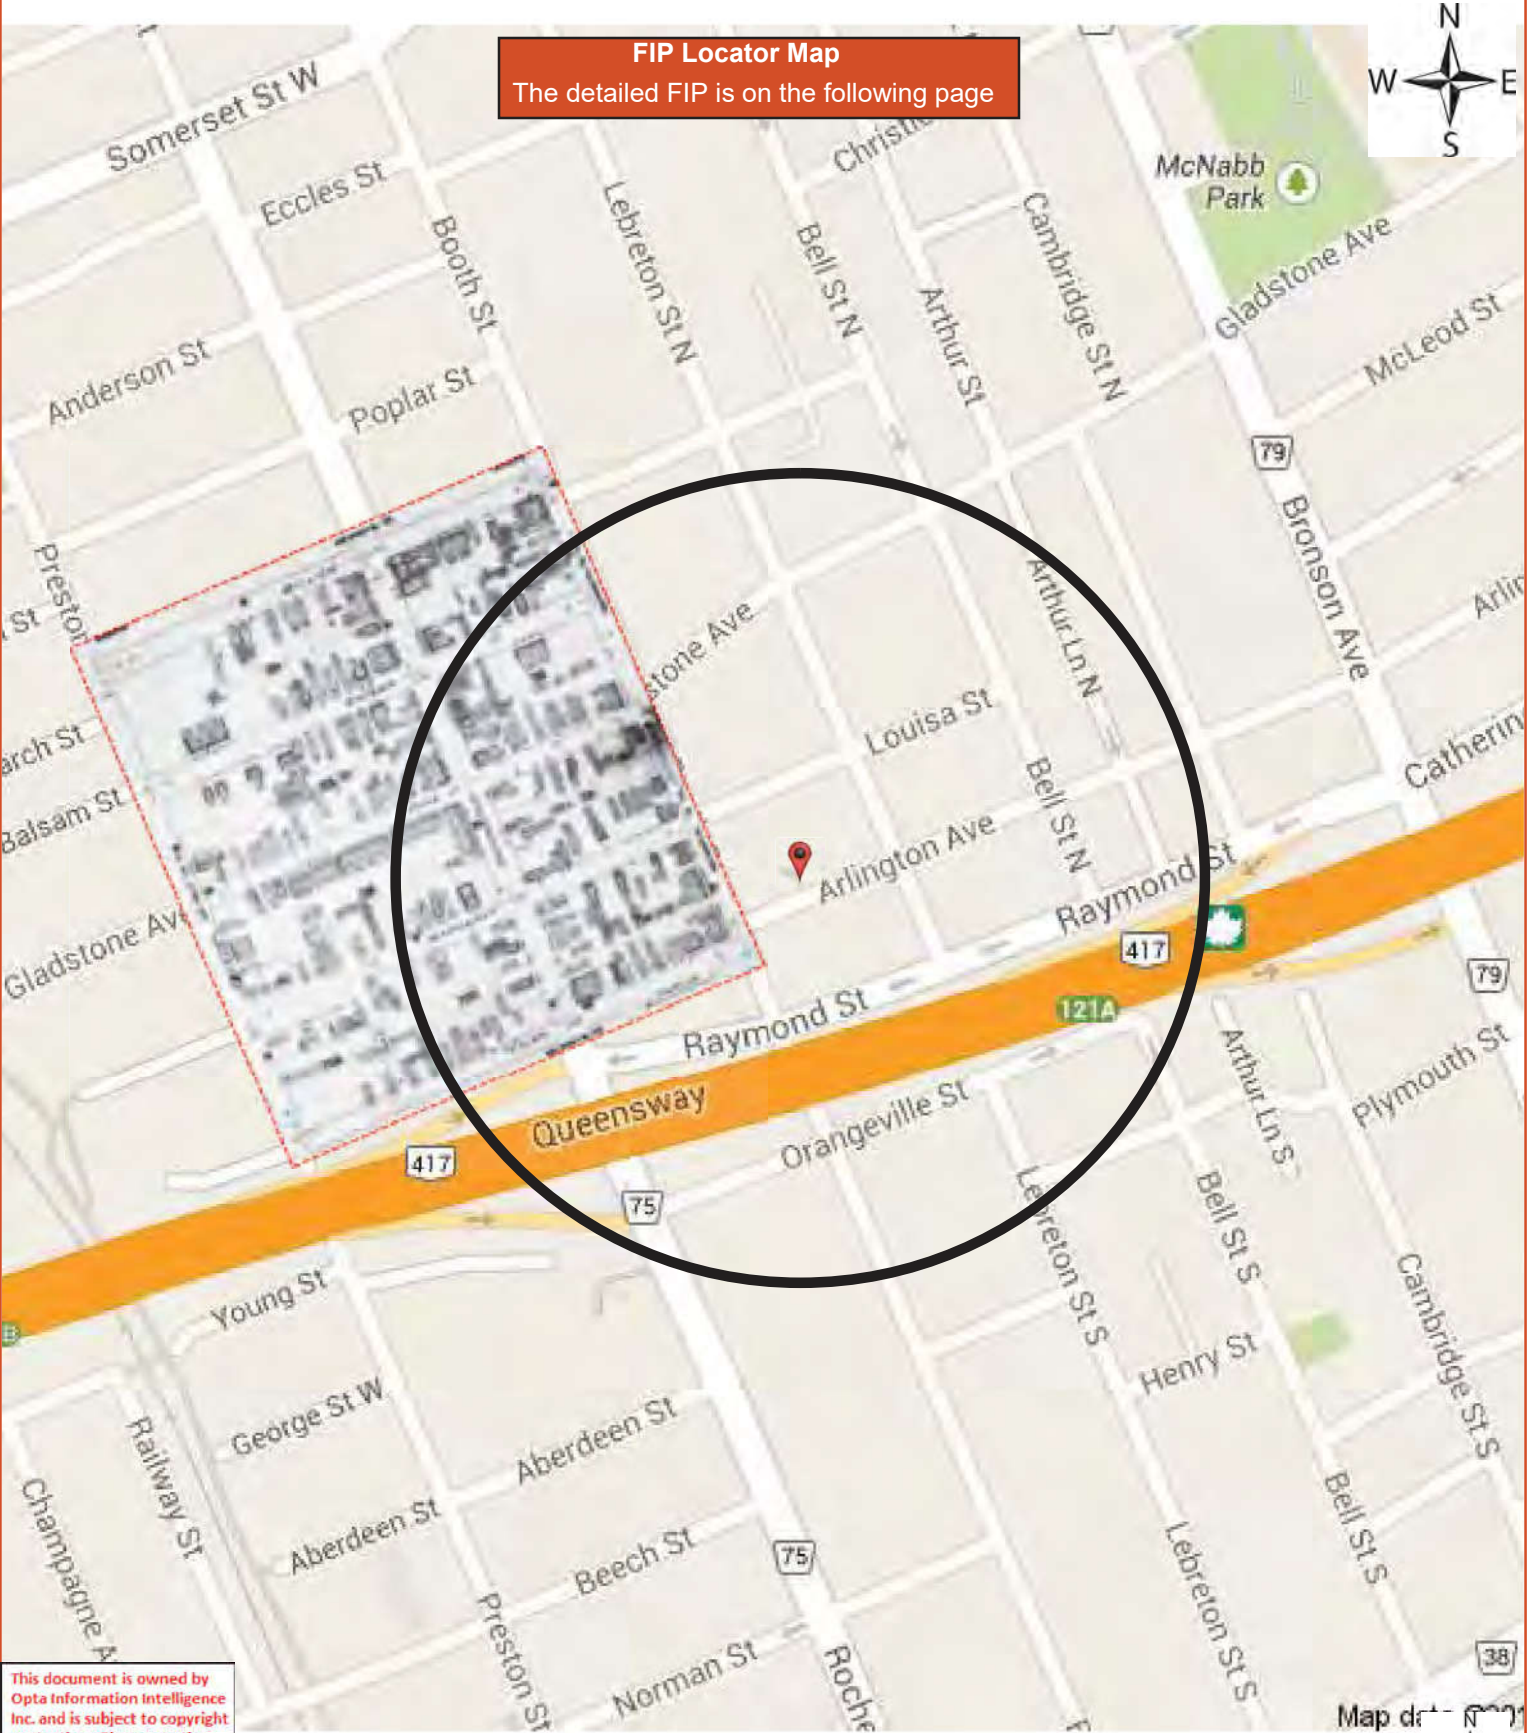 N
W E
S
FIP Locator Map
The detailed FIP is on the following page
Somerset St W
Eccles St
Christie
McNabb
Park
Booth St
Lebreton St N
Bell St N
Arthur St
Cambridge St N
Gladstone Ave
McLeod St
Anderson St
Poplar St
79
Preston
St
Bronson Ave
Arthur Ln N
Arlin
stone Ave
arch St
Louisa St
Catherin
Balsam St
Bell St N
Arlington Ave
Raymond St
Gladstone Ave
417
79
121A
Raymond St
Arthur Ln S
Plymouth St
Queensway
Orangeville St
417
75
Lebreton St S
Bell St S
Young St
Cambridge St S
Henry St
George St W
Aberdeen St
Railway St
Champagne A
Aberdeen St
Bell St S
Beech St
75
Lebreton St S
Preston St
Norman St
Roche
38
This document is owned by
Opta Information Intelligence
Inc. and is subject to copyright
Map dat
N